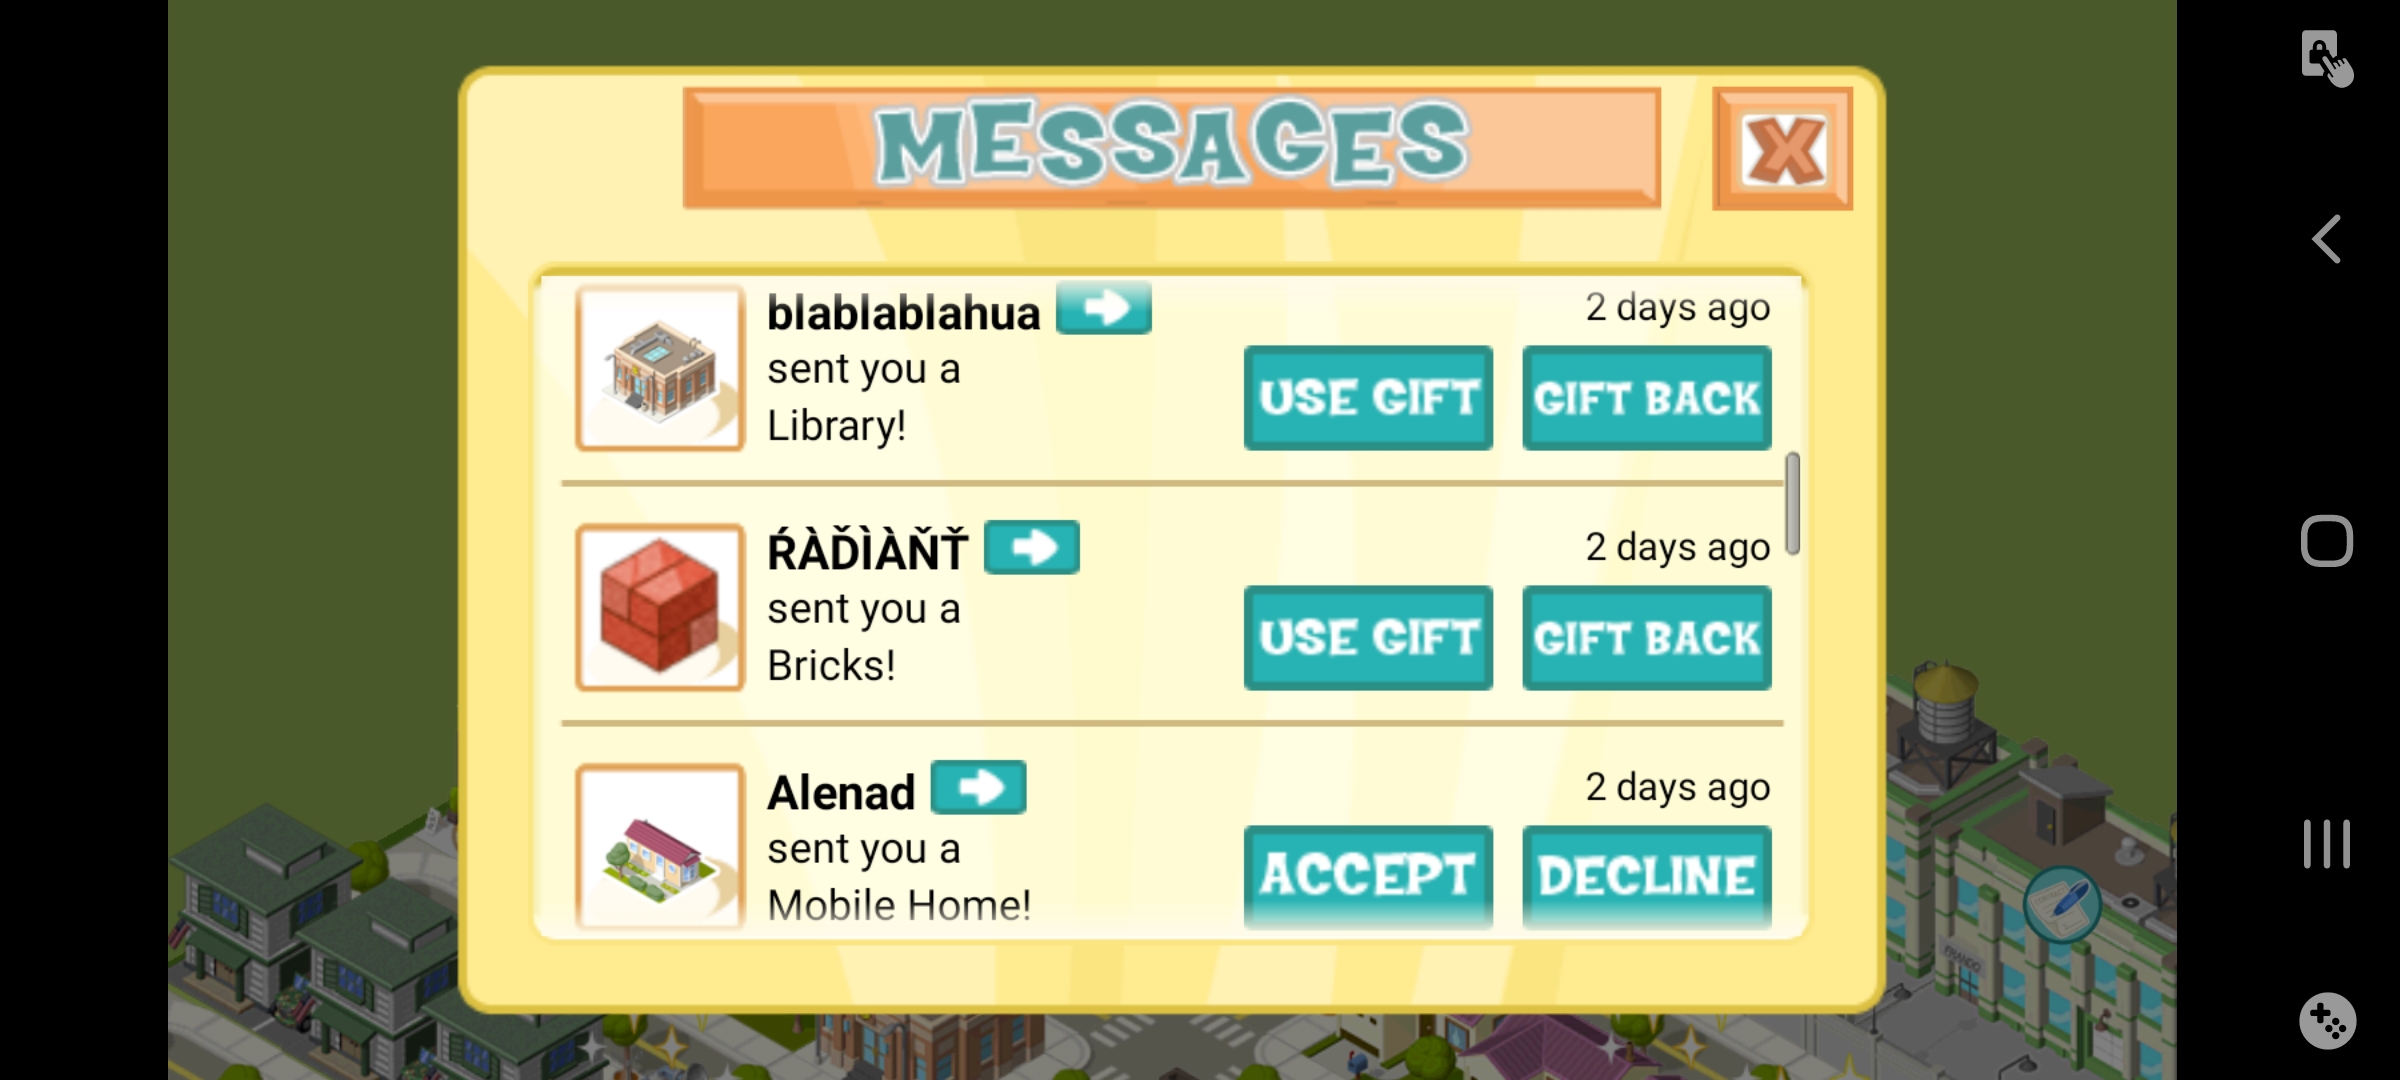 MESSAGES
X
blablablahua
2 days ago
sent you a
Library!
USE GIFT
GIFT BACK
ŔÀĎÌÀŇŤ
2 days ago
sent you a
Bricks!
USE GIFT
GIFT BACK
Alenad
2 days ago
sent you a
Mobile Home!
ACCEPT
DECLINE